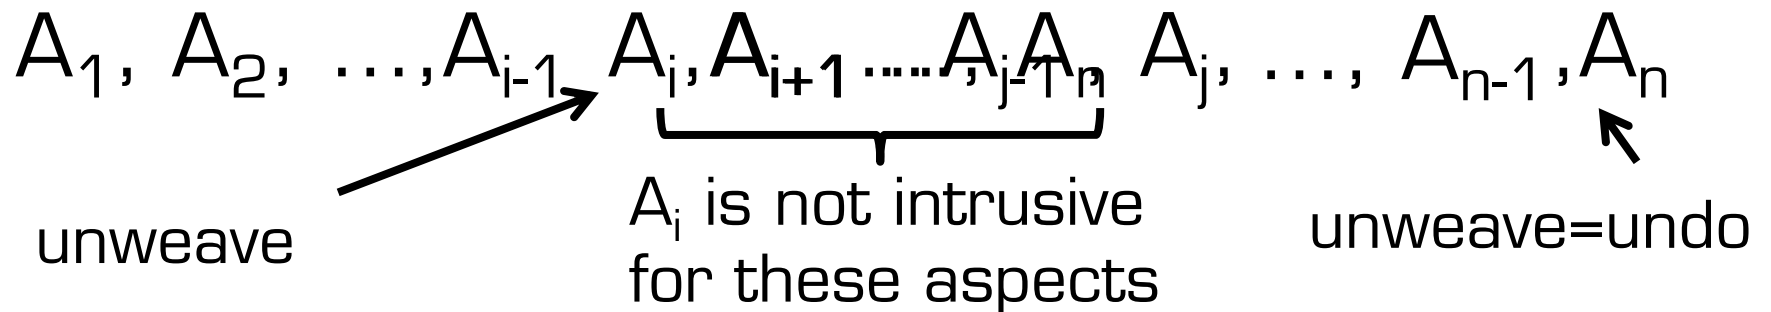 A₁, A₂, ...,Aᵢ₋₁ Aᵢ,Aᵢ₊₁ ......, Aⱼ₋₁Aₙ, Aⱼ, ..., Aₙ₋₁,Aₙ
unweave
Aᵢ is not intrusive
for these aspects
unweave=undo